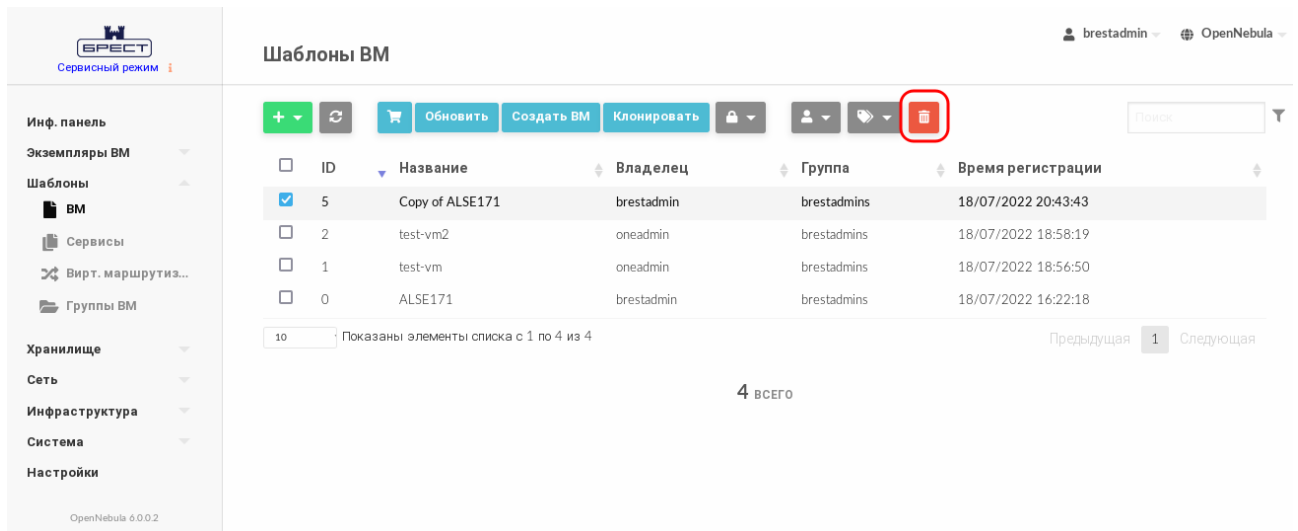 БРЕСТ
Сервисный режим i
Шаблоны ВМ
brestadmin
OpenNebula
Инф. панель
Экземпляры ВМ
Шаблоны
ВМ
Сервисы
Вирт. маршрутиз...
Группы ВМ
Хранилище
Сеть
Инфраструктура
Система
Настройки
OpenNebula 6.0.0.2
+ Обновить Создать ВМ Клонировать Поиск
ID Название Владелец Группа Время регистрации
5 Copy of ALSE171 brestadmin brestadmins 18/07/2022 20:43:43
2 test-vm2 oneadmin brestadmins 18/07/2022 18:58:19
1 test-vm oneadmin brestadmins 18/07/2022 18:56:50
0 ALSE171 brestadmin brestadmins 18/07/2022 16:22:18
10 Показаны элементы списка с 1 по 4 из 4 Предыдущая 1 Следующая
4 ВСЕГО